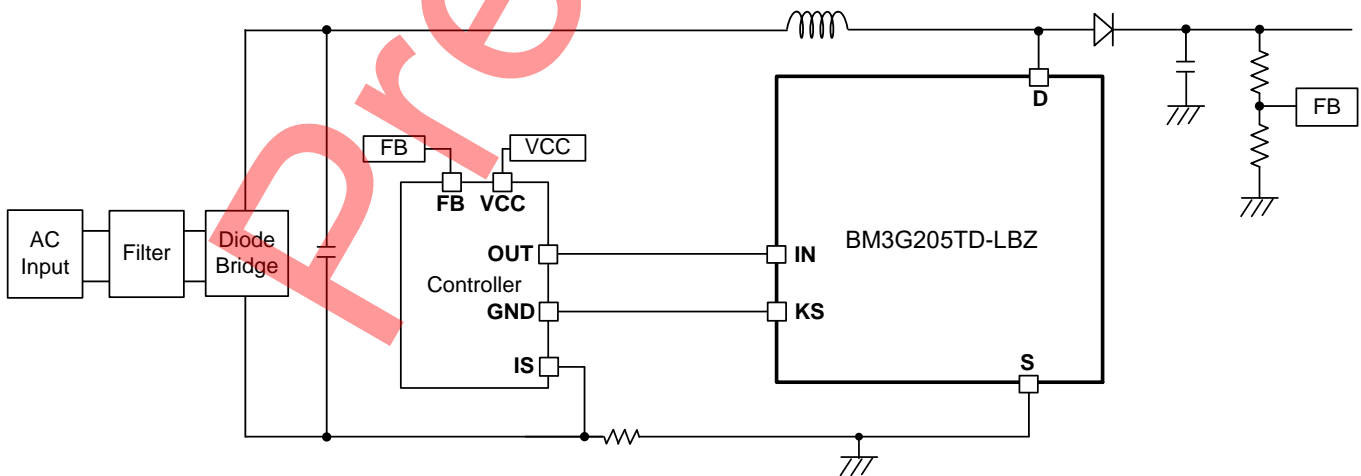 D
FB
FB
VCC
FB VCC
AC
Input
Filter
Diode
Bridge
OUT
Controller
GND
IS
IN
KS
BM3G205TD-LBZ
S
Pre